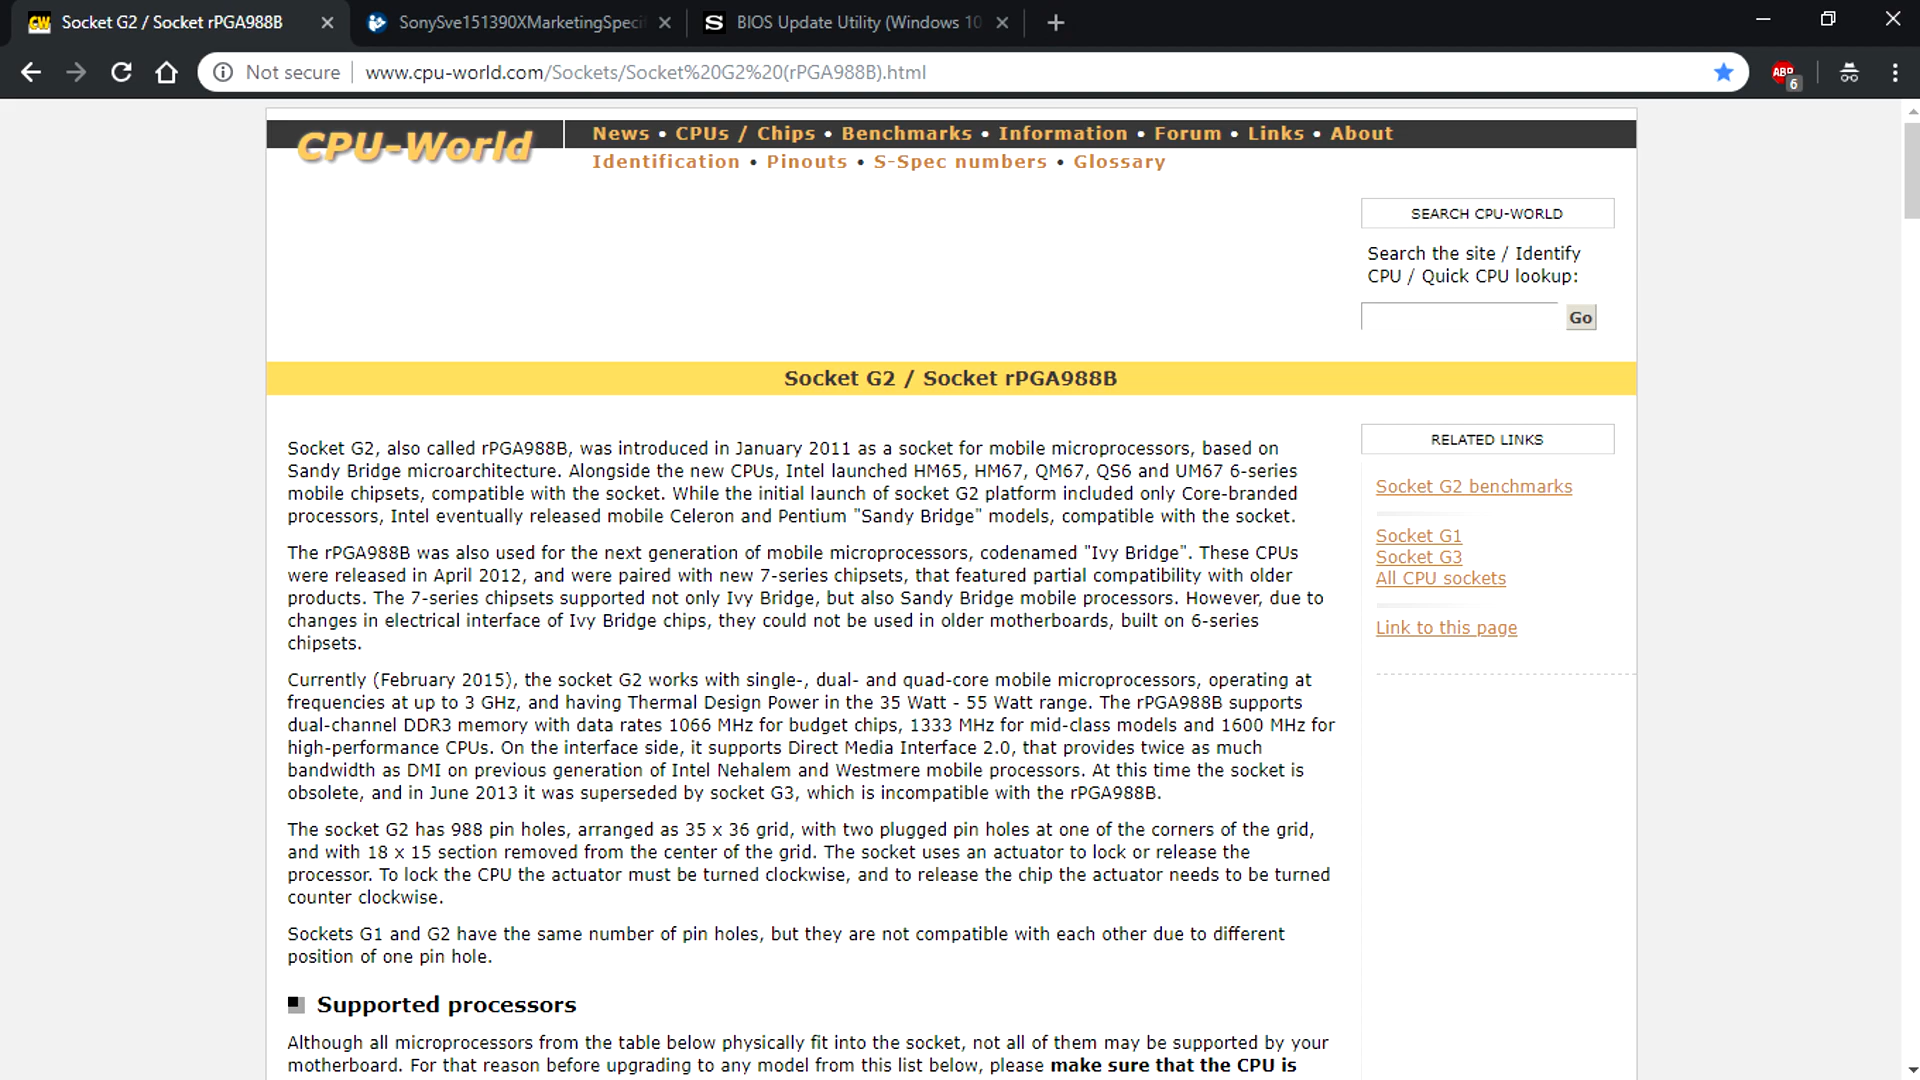 Socket G2 / Socket rPGA988B
SonySve151390XMarketingSpecif
BIOS Update Utility (Windows 10
Not secure
www.cpu-world.com/Sockets/Socket%20G2%20(rPGA988B).html
ABP
6
CPU-World
News • CPUs / Chips • Benchmarks • Information • Forum • Links • About
Identification • Pinouts • S-Spec numbers • Glossary
SEARCH CPU-WORLD
Search the site / Identify
CPU / Quick CPU lookup:
Go
Socket G2 / Socket rPGA988B
Socket G2, also called rPGA988B, was introduced in January 2011 as a socket for mobile microprocessors, based on
Sandy Bridge microarchitecture. Alongside the new CPUs, Intel launched HM65, HM67, QM67, QS6 and UM67 6-series
mobile chipsets, compatible with the socket. While the initial launch of socket G2 platform included only Core-branded
processors, Intel eventually released mobile Celeron and Pentium "Sandy Bridge" models, compatible with the socket.
The rPGA988B was also used for the next generation of mobile microprocessors, codenamed "Ivy Bridge". These CPUs
were released in April 2012, and were paired with new 7-series chipsets, that featured partial compatibility with older
products. The 7-series chipsets supported not only Ivy Bridge, but also Sandy Bridge mobile processors. However, due to
changes in electrical interface of Ivy Bridge chips, they could not be used in older motherboards, built on 6-series
chipsets.
Currently (February 2015), the socket G2 works with single-, dual- and quad-core mobile microprocessors, operating at
frequencies at up to 3 GHz, and having Thermal Design Power in the 35 Watt - 55 Watt range. The rPGA988B supports
dual-channel DDR3 memory with data rates 1066 MHz for budget chips, 1333 MHz for mid-class models and 1600 MHz for
high-performance CPUs. On the interface side, it supports Direct Media Interface 2.0, that provides twice as much
bandwidth as DMI on previous generation of Intel Nehalem and Westmere mobile processors. At this time the socket is
obsolete, and in June 2013 it was superseded by socket G3, which is incompatible with the rPGA988B.
The socket G2 has 988 pin holes, arranged as 35 x 36 grid, with two plugged pin holes at one of the corners of the grid,
and with 18 x 15 section removed from the center of the grid. The socket uses an actuator to lock or release the
processor. To lock the CPU the actuator must be turned clockwise, and to release the chip the actuator needs to be turned
counter clockwise.
Sockets G1 and G2 have the same number of pin holes, but they are not compatible with each other due to different
position of one pin hole.
Supported processors
Although all microprocessors from the table below physically fit into the socket, not all of them may be supported by your
motherboard. For that reason before upgrading to any model from this list below, please make sure that the CPU is
RELATED LINKS
Socket G2 benchmarks
Socket G1
Socket G3
All CPU sockets
Link to this page